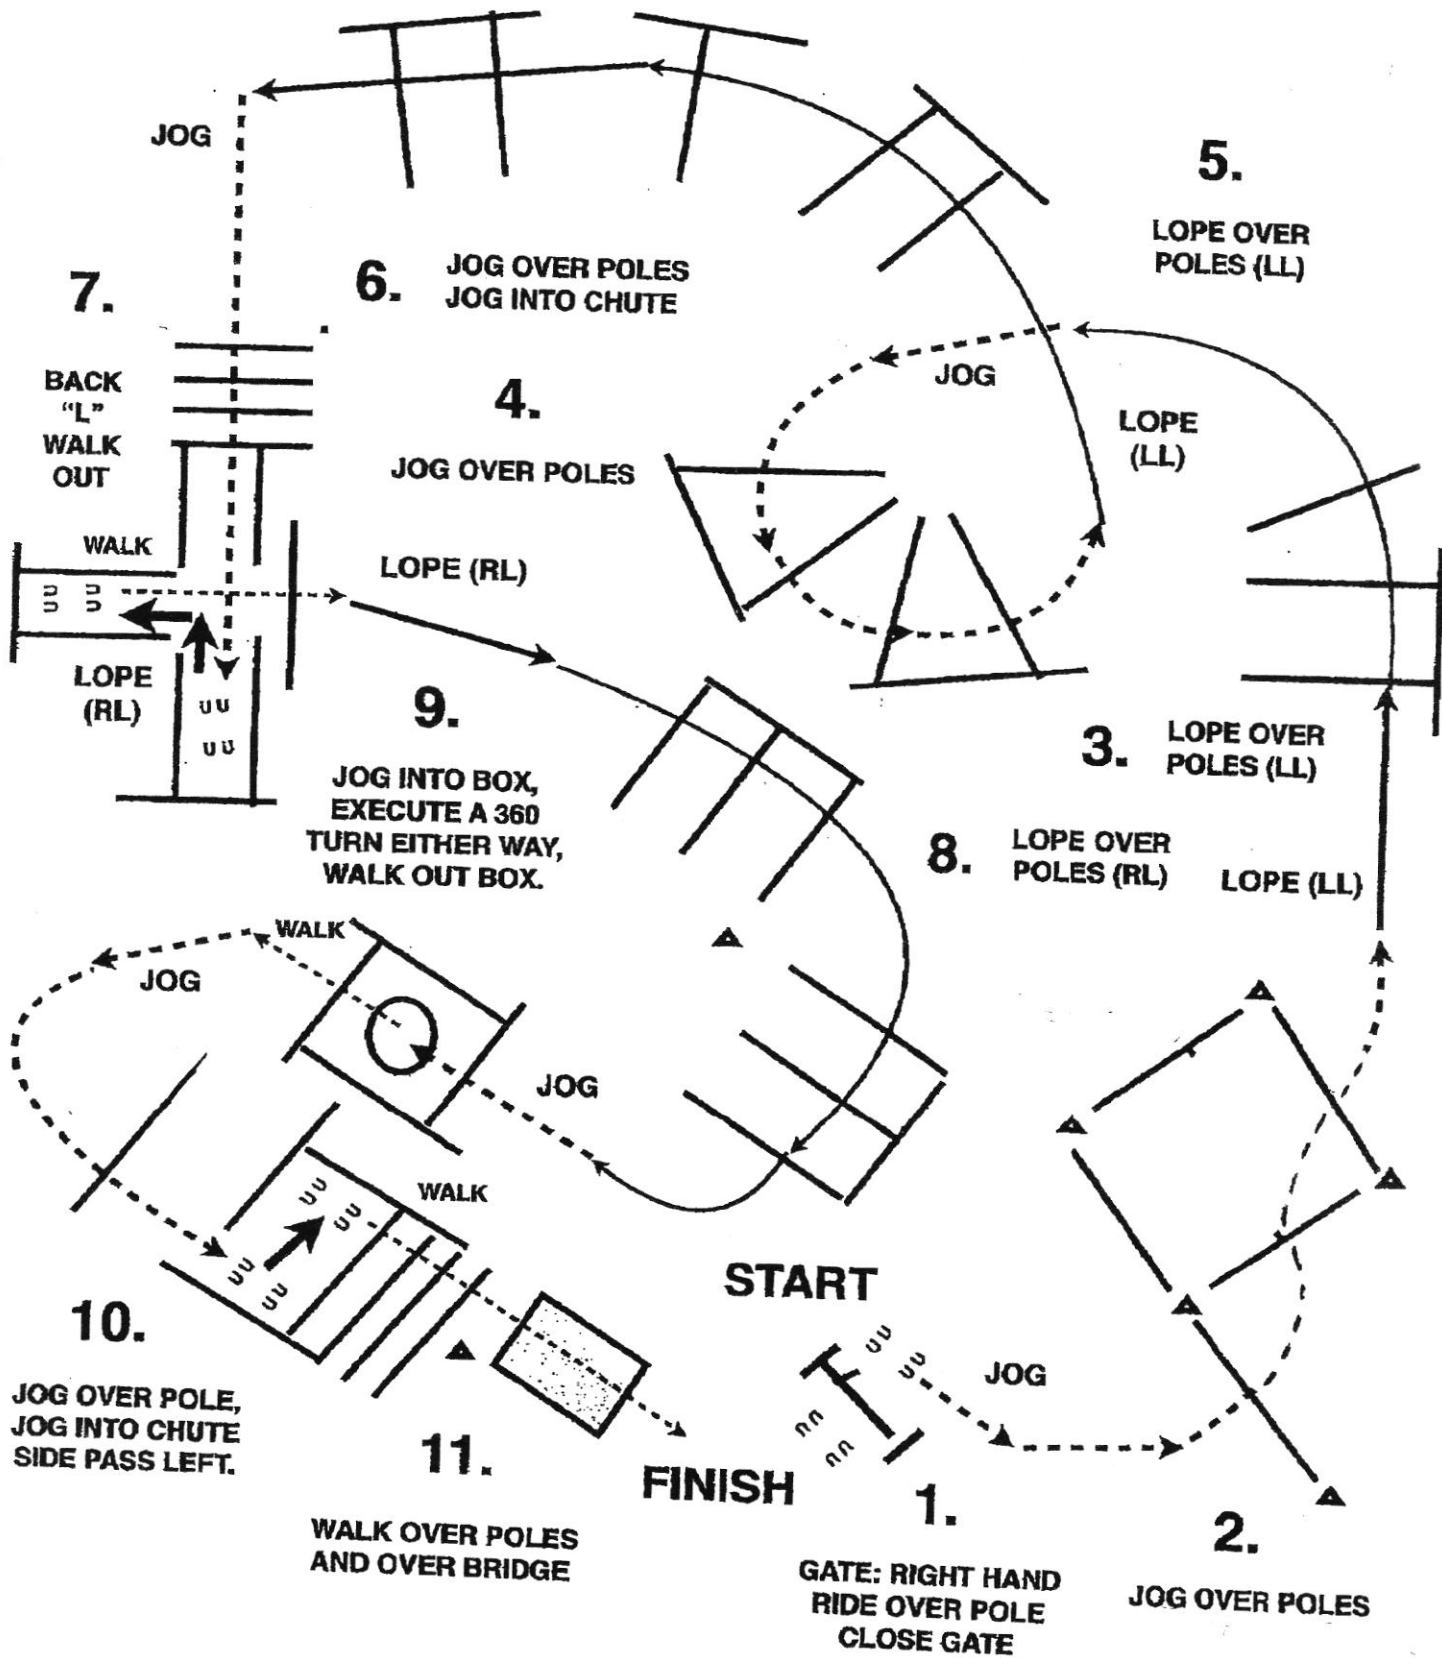 JOG
5.
LOPE OVER
POLES (LL)
6.
JOG OVER POLES
JOG INTO CHUTE
7.
BACK
“L”
WALK
OUT
4.
JOG OVER POLES
JOG
LOPE
(LL)
WALK
LOPE (RL)
LOPE
(RL)
3.
LOPE OVER
POLES (LL)
9.
JOG INTO BOX,
EXECUTE A 360
TURN EITHER WAY,
WALK OUT BOX.
8.
LOPE OVER
POLES (RL)
LOPE (LL)
WALK
JOG
JOG
WALK
START
JOG
10.
JOG OVER POLE,
JOG INTO CHUTE
SIDE PASS LEFT.
11.
WALK OVER POLES
AND OVER BRIDGE
FINISH
1.
GATE: RIGHT HAND
RIDE OVER POLE
CLOSE GATE
2.
JOG OVER POLES